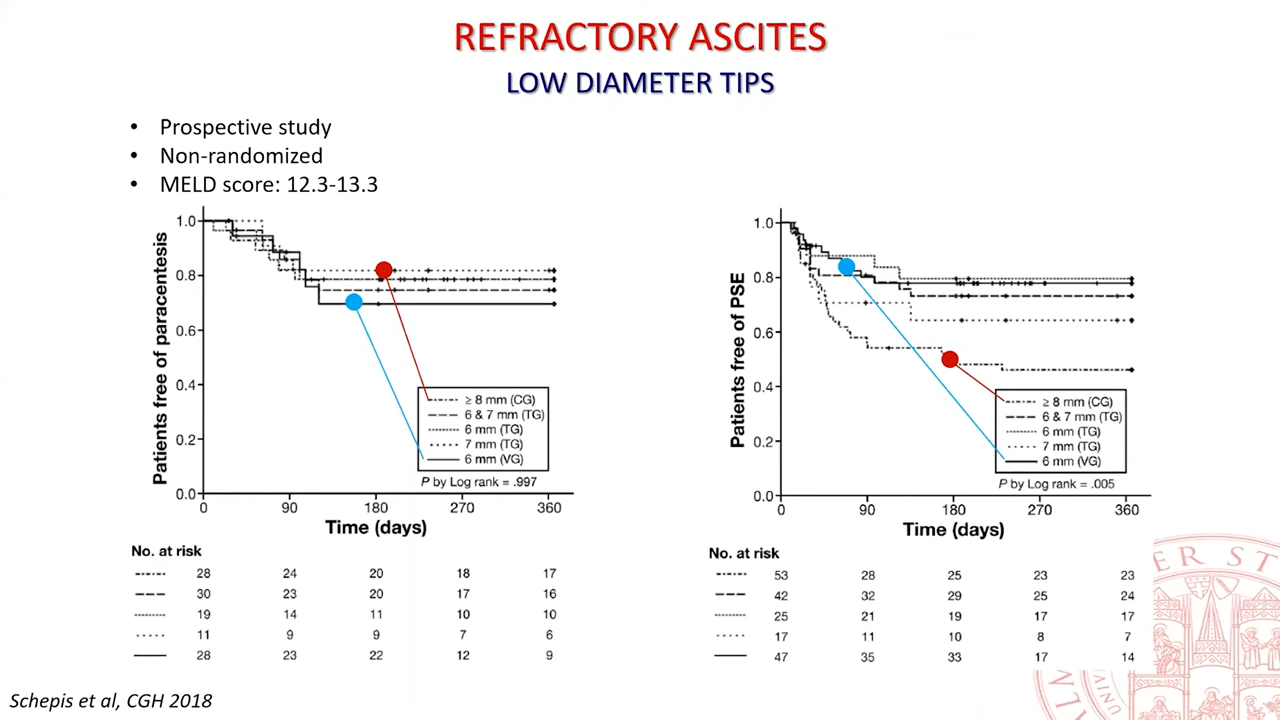 REFRACTORY ASCITES
LOW DIAMETER TIPS
• Prospective study
• Non-randomized
• MELD score: 12.3-13.3
Patients free of paracentesis
1.0
0.8
0.6
0.4
0.2
0.0
≥ 8 mm (CG)
6 & 7 mm (TG)
6 mm (TG)
7 mm (TG)
6 mm (VG)
P by Log rank = .997
0 90 180 270 360
Time (days)
No. at risk
28 24 20 18 17
30 23 20 17 16
19 14 11 10 10
11 9 9 7 6
28 23 22 12 9
Patients free of PSE
1.0
0.8
0.6
0.4
0.2
0.0
≥ 8 mm (CG)
6 & 7 mm (TG)
6 mm (TG)
7 mm (TG)
6 mm (VG)
P by Log rank = .005
0 90 180 270 360
Time (days)
No. at risk
53 28 25 23 23
42 32 29 25 24
25 21 19 17 17
17 11 10 8 7
47 35 33 17 14
Schepis et al, CGH 2018